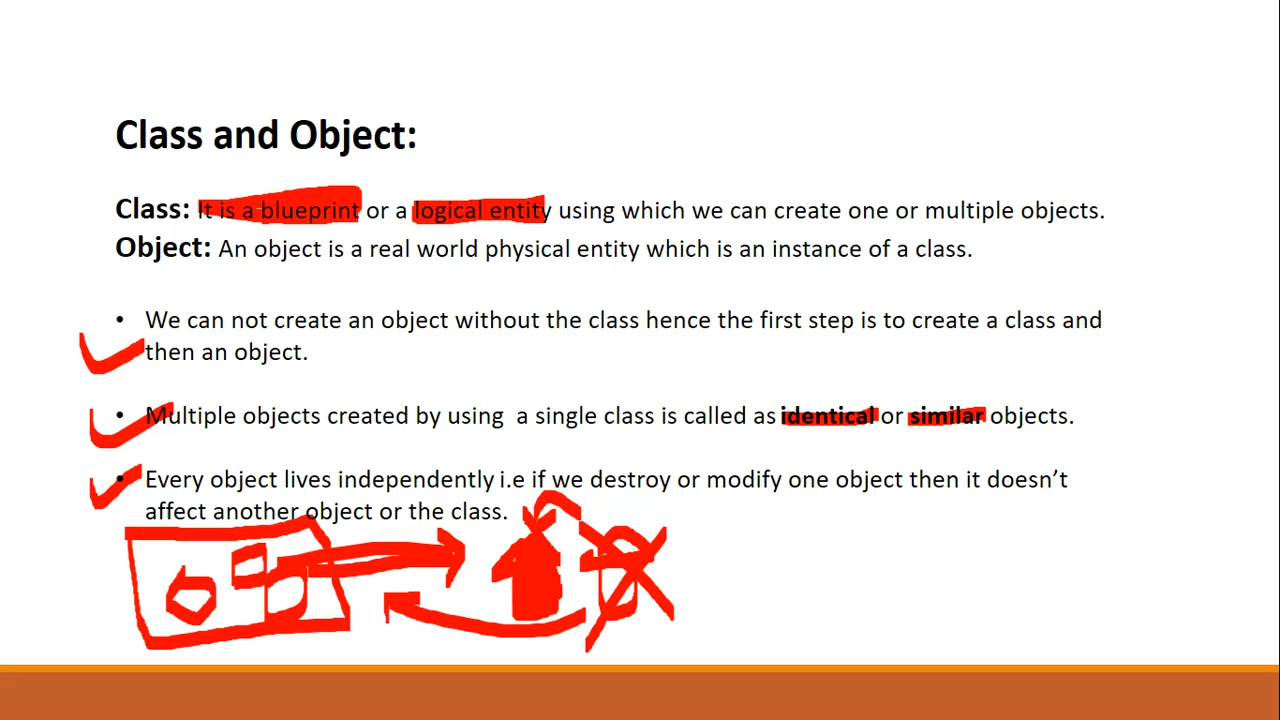 Class and Object:
Class: It is a blueprint or a logical entity using which we can create one or multiple objects.
Object: An object is a real world physical entity which is an instance of a class.
• We can not create an object without the class hence the first step is to create a class and
then an object.
• Multiple objects created by using a single class is called as identical or similar objects.
• Every object lives independently i.e if we destroy or modify one object then it doesn’t
affect another object or the class.